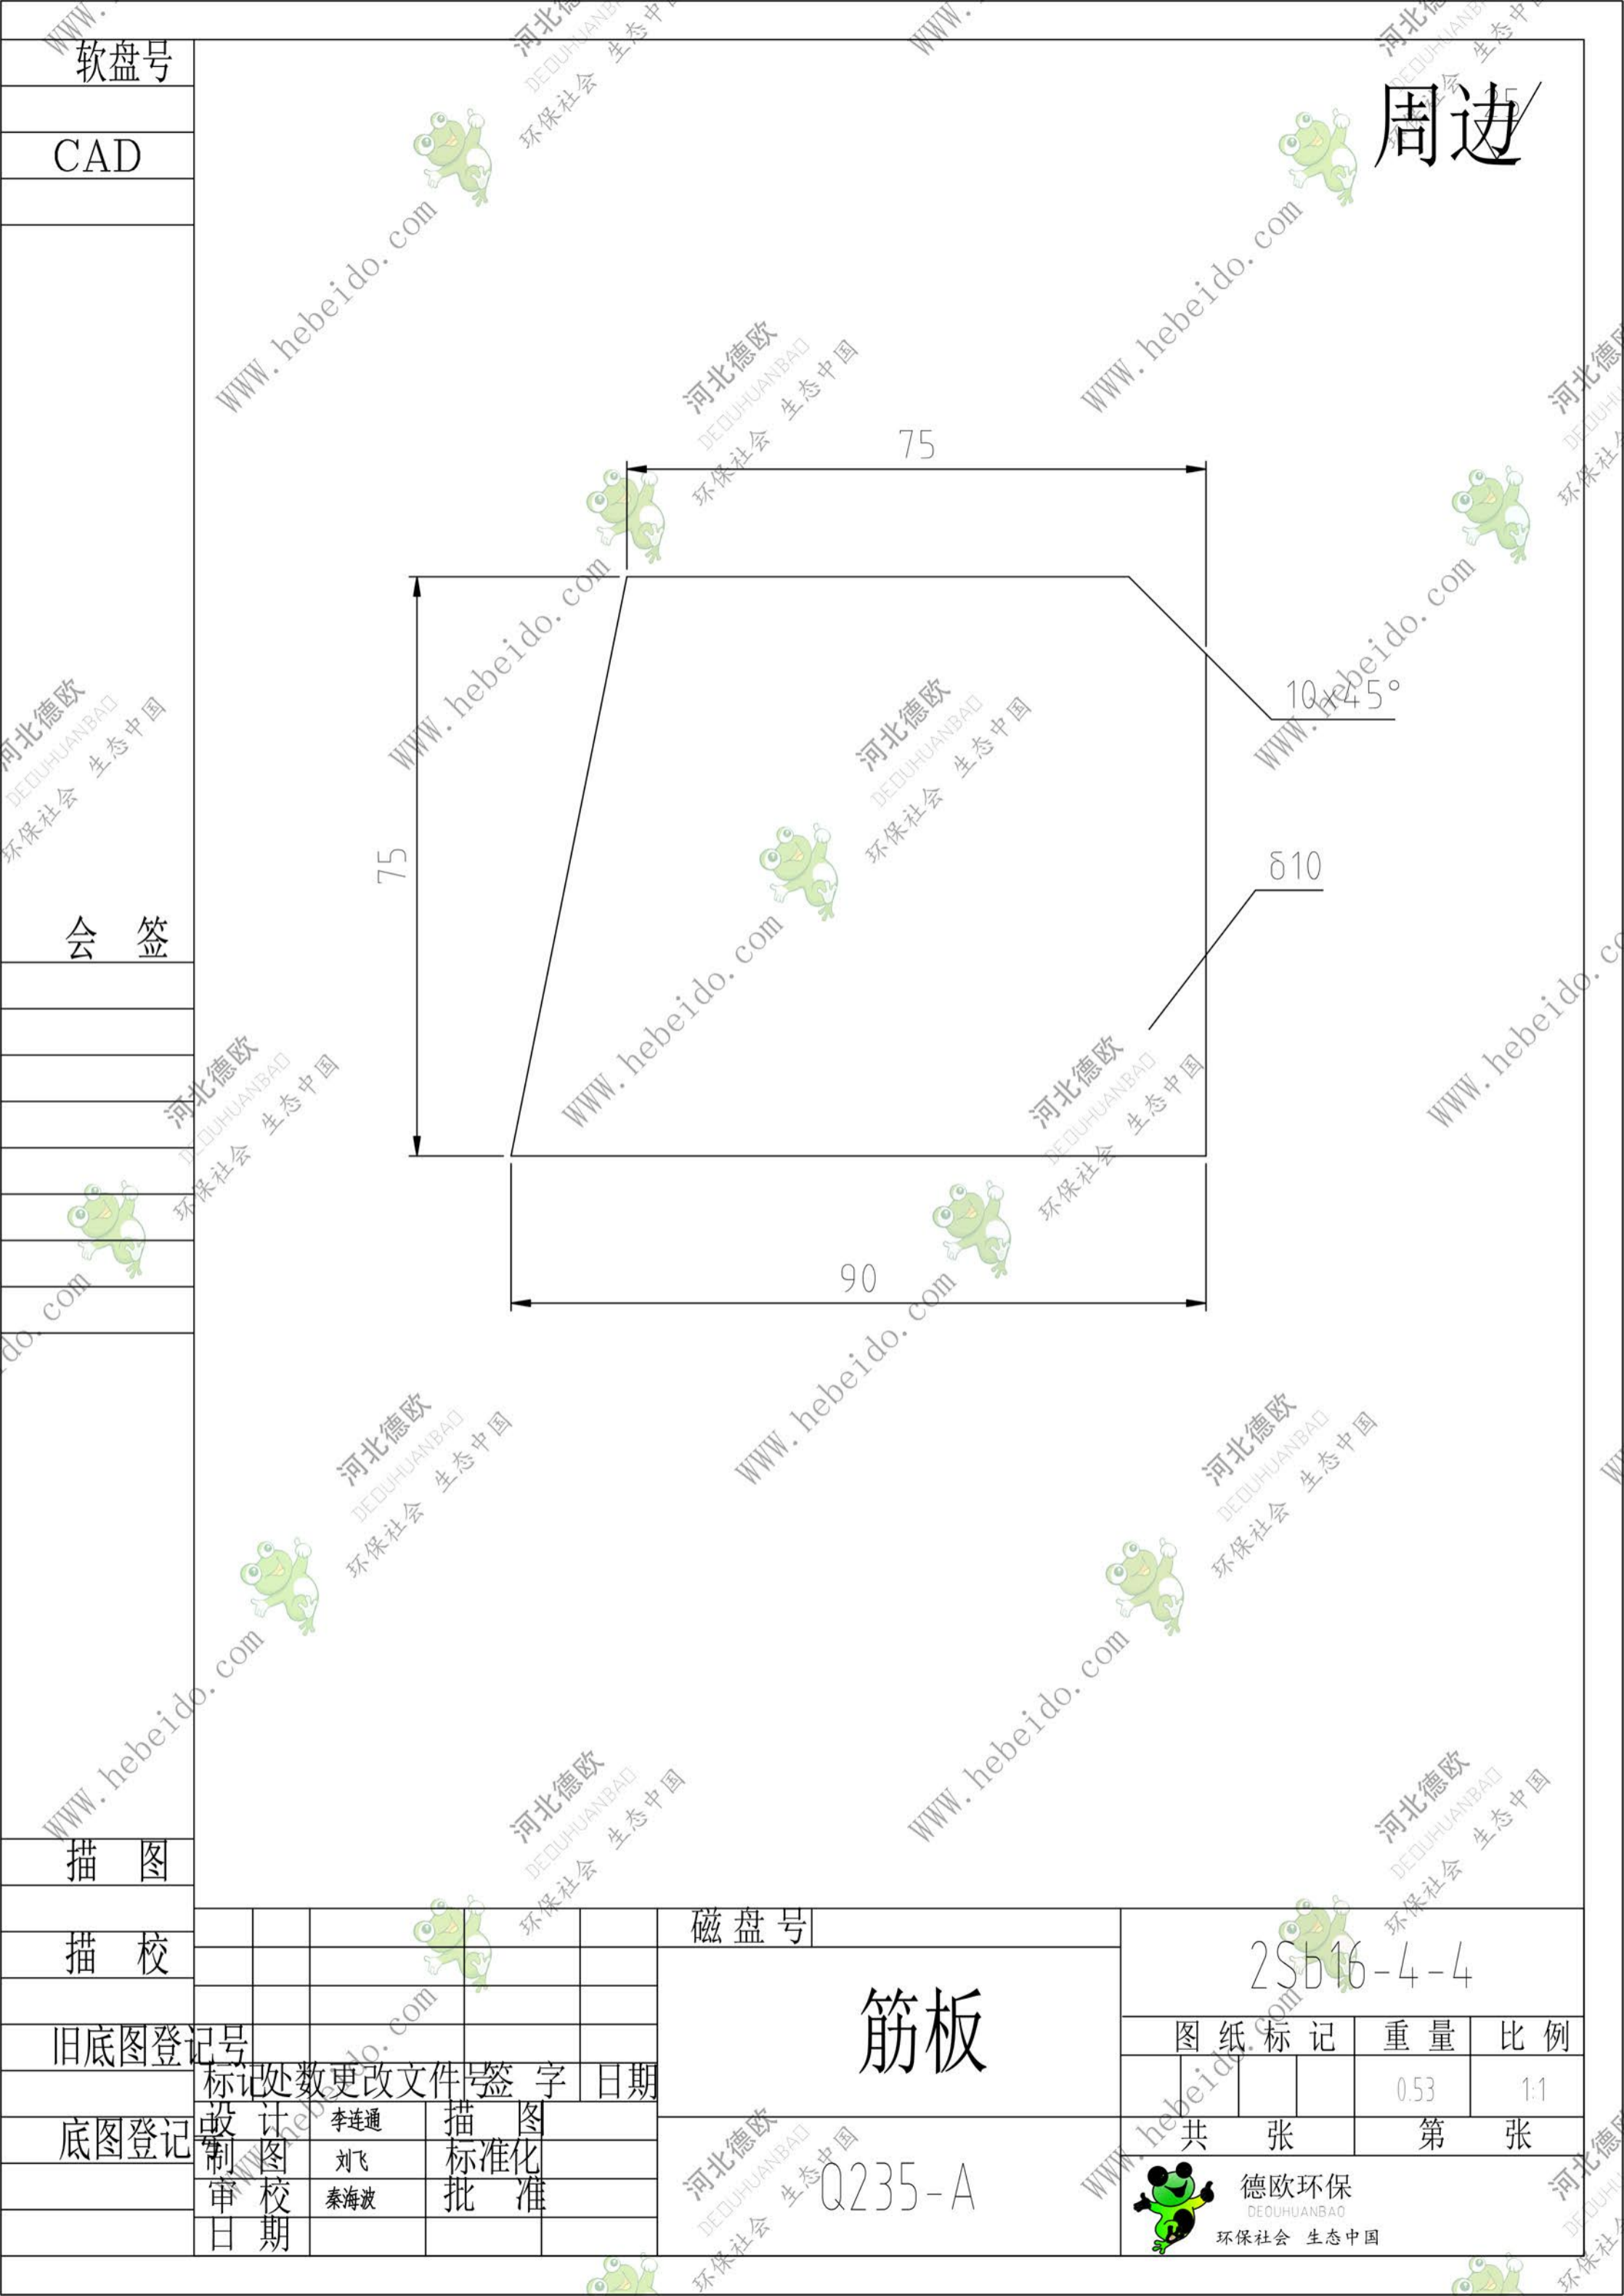 软盘号
CAD
周边
25
75
10×45°
75
δ10
会 签
90
描 图
描 校
旧底图登记号
底图登记号
磁盘号
2Sb16-4-4
筋板
图纸标记 重量 比例
0.53 1:1
标记 处数 更改文件号 签字 日期
设计 李连通 描图
共 张 第 张
制图 刘飞 标准化
审校 秦海波 批准
日期
Q235-A
德欧环保
DEOUHUANBAO
环保社会 生态中国
河北德欧
DEOUHUANBAO
环保社会 生态中国
WWW.hebeido.com